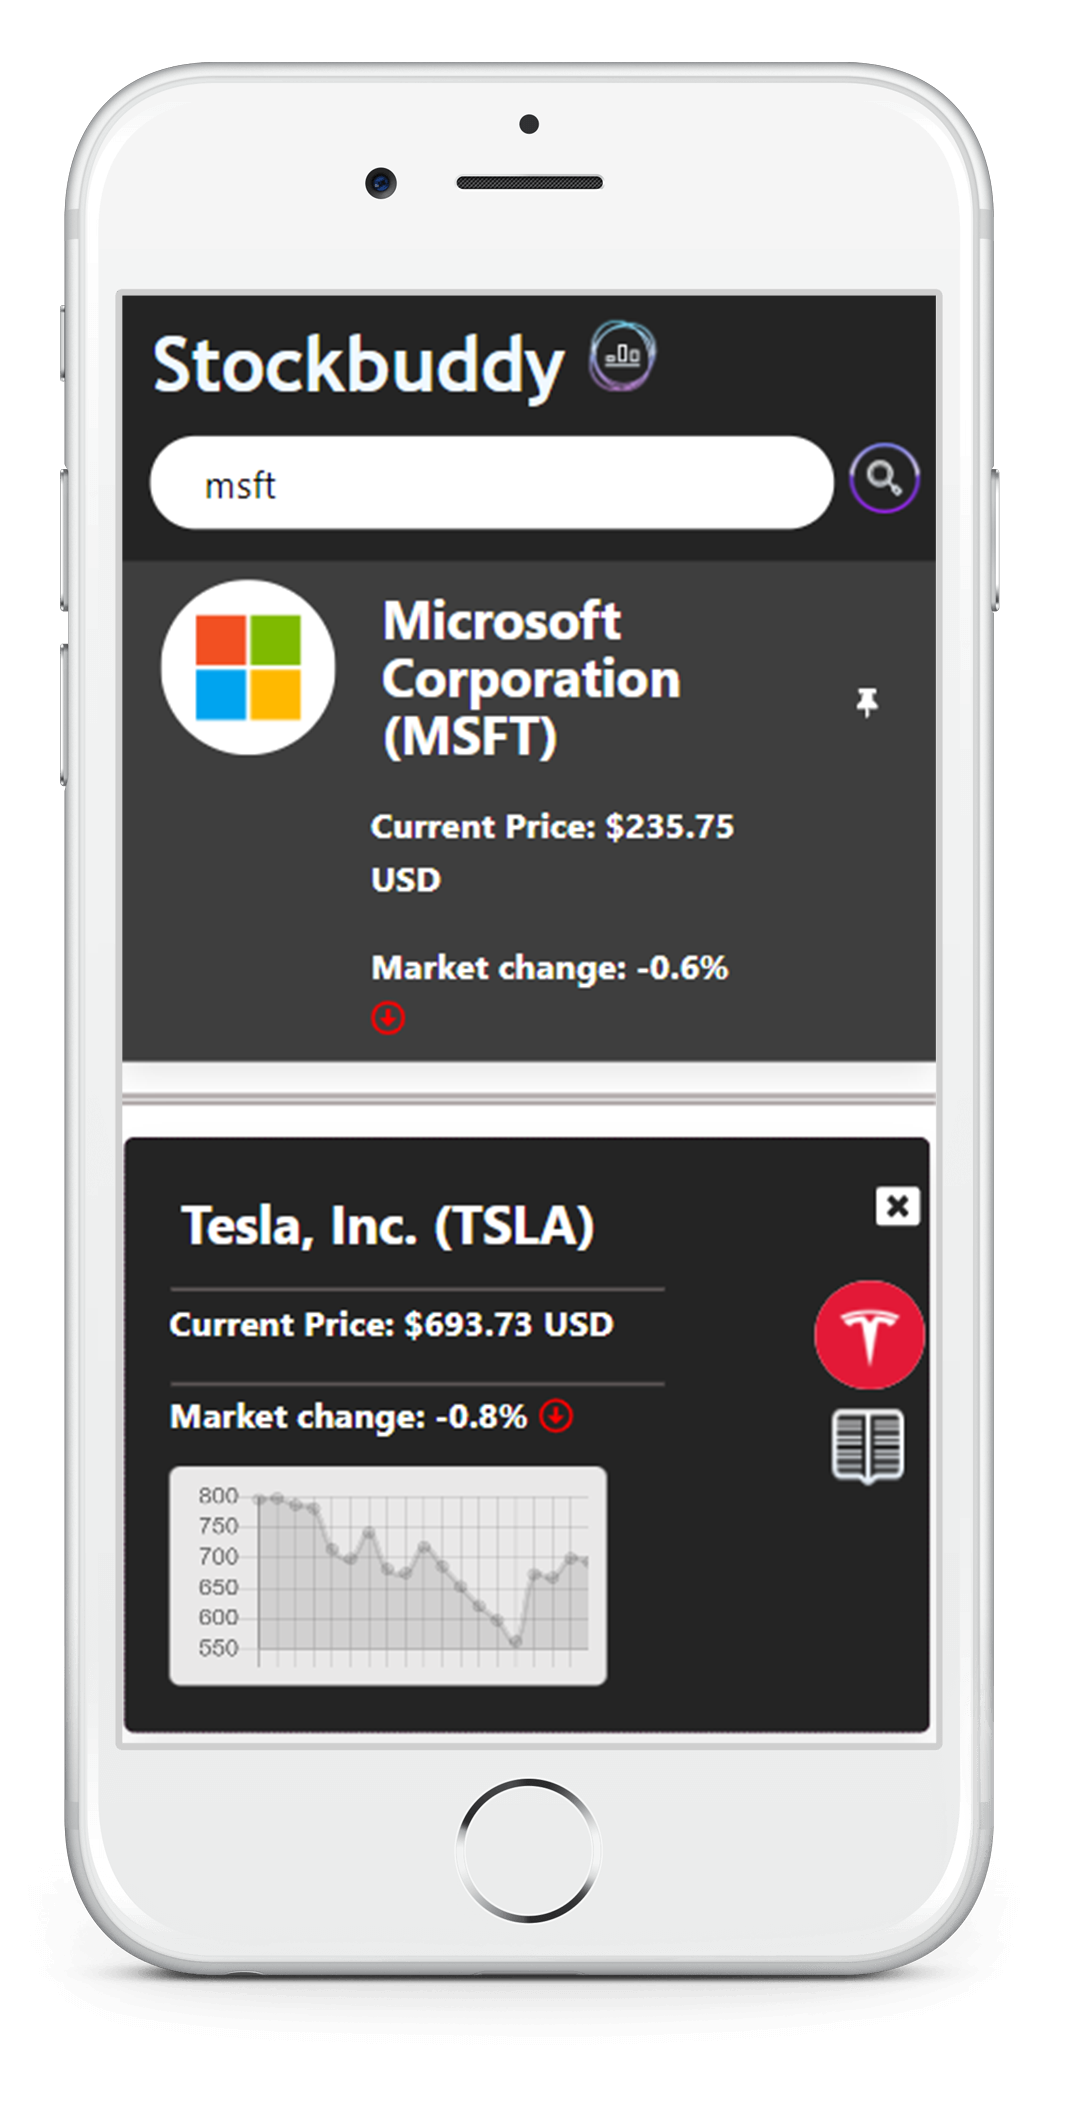 Stockbuddy
msft
Microsoft
Corporation
(MSFT)
Current Price: $235.75
USD
Market change: -0.6%
Tesla, Inc. (TSLA)
Current Price: $693.73 USD
Market change: -0.8%
800
750
700
650
600
550